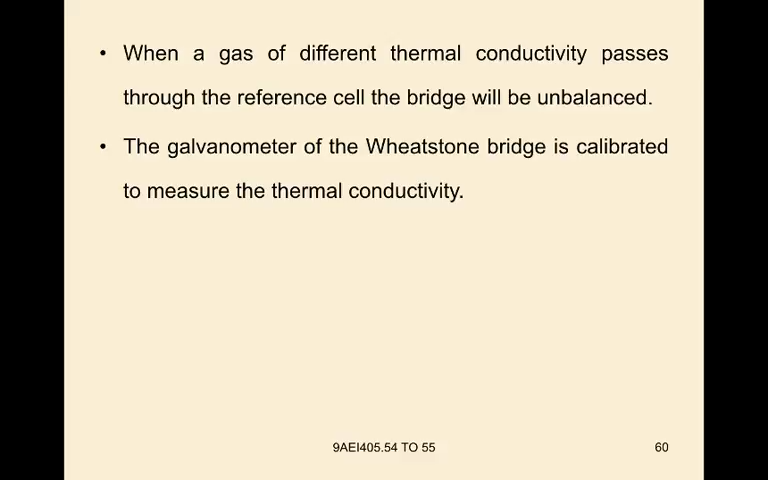 • When a gas of different thermal conductivity passes
through the reference cell the bridge will be unbalanced.
• The galvanometer of the Wheatstone bridge is calibrated
to measure the thermal conductivity.
9AEI405.54 TO 55
60